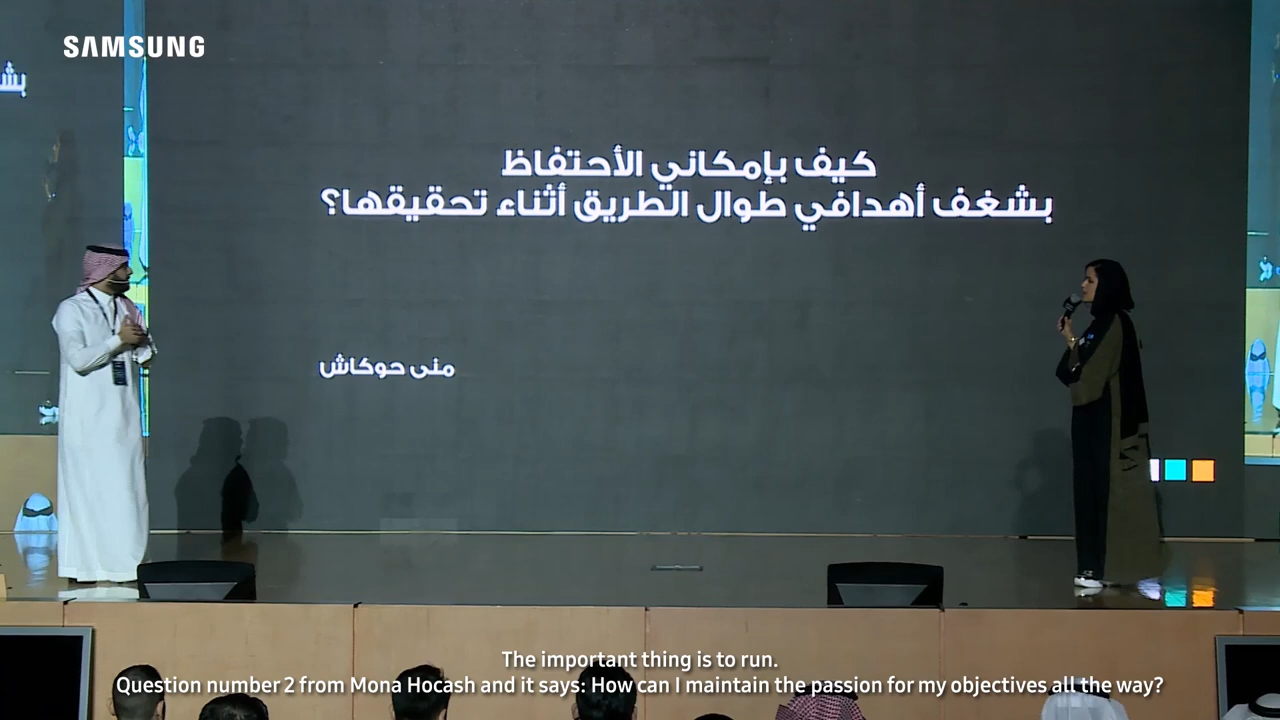 SAMSUNG
كيف بإمكاني الأحتفاظ
بشغف أهدافي طوال الطريق أثناء تحقيقها؟
منى حوكاش
The important thing is to run.
Question number 2 from Mona Hocash and it says: How can I maintain the passion for my objectives all the way?